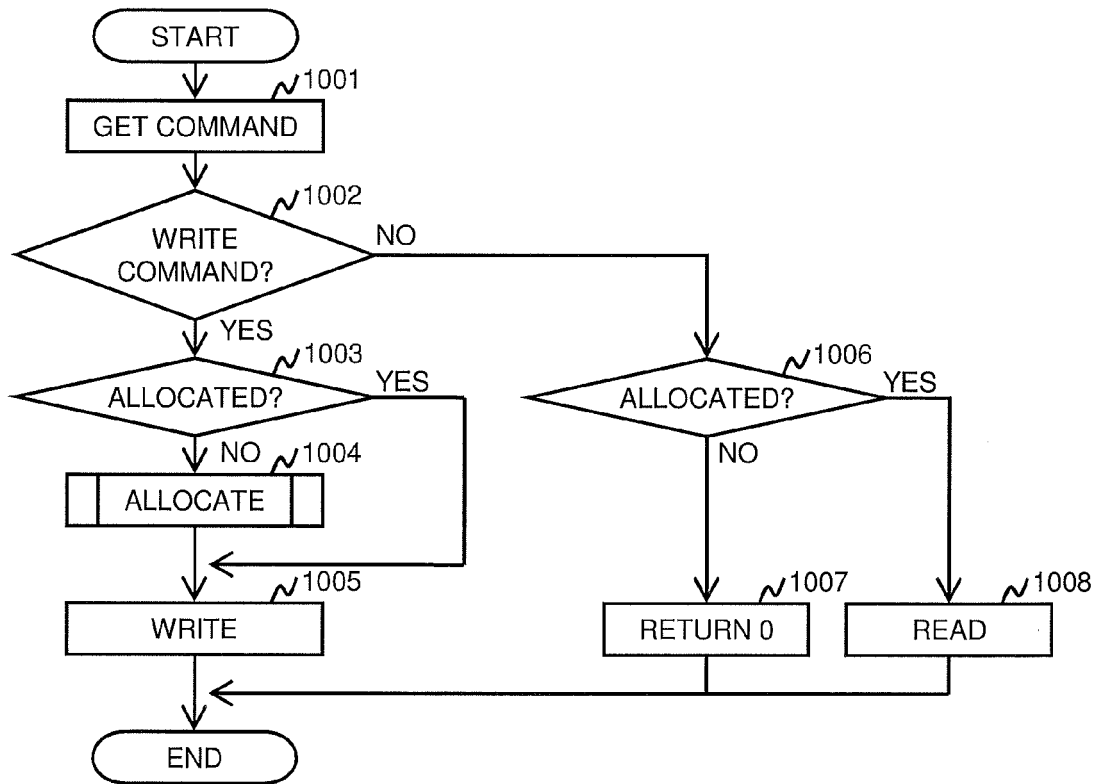 START
1001
GET COMMAND
1002
WRITE
COMMAND?
NO
YES
1003
ALLOCATED?
YES
NO
1004
ALLOCATE
1005
WRITE
1006
ALLOCATED?
YES
NO
1007
RETURN 0
1008
READ
END